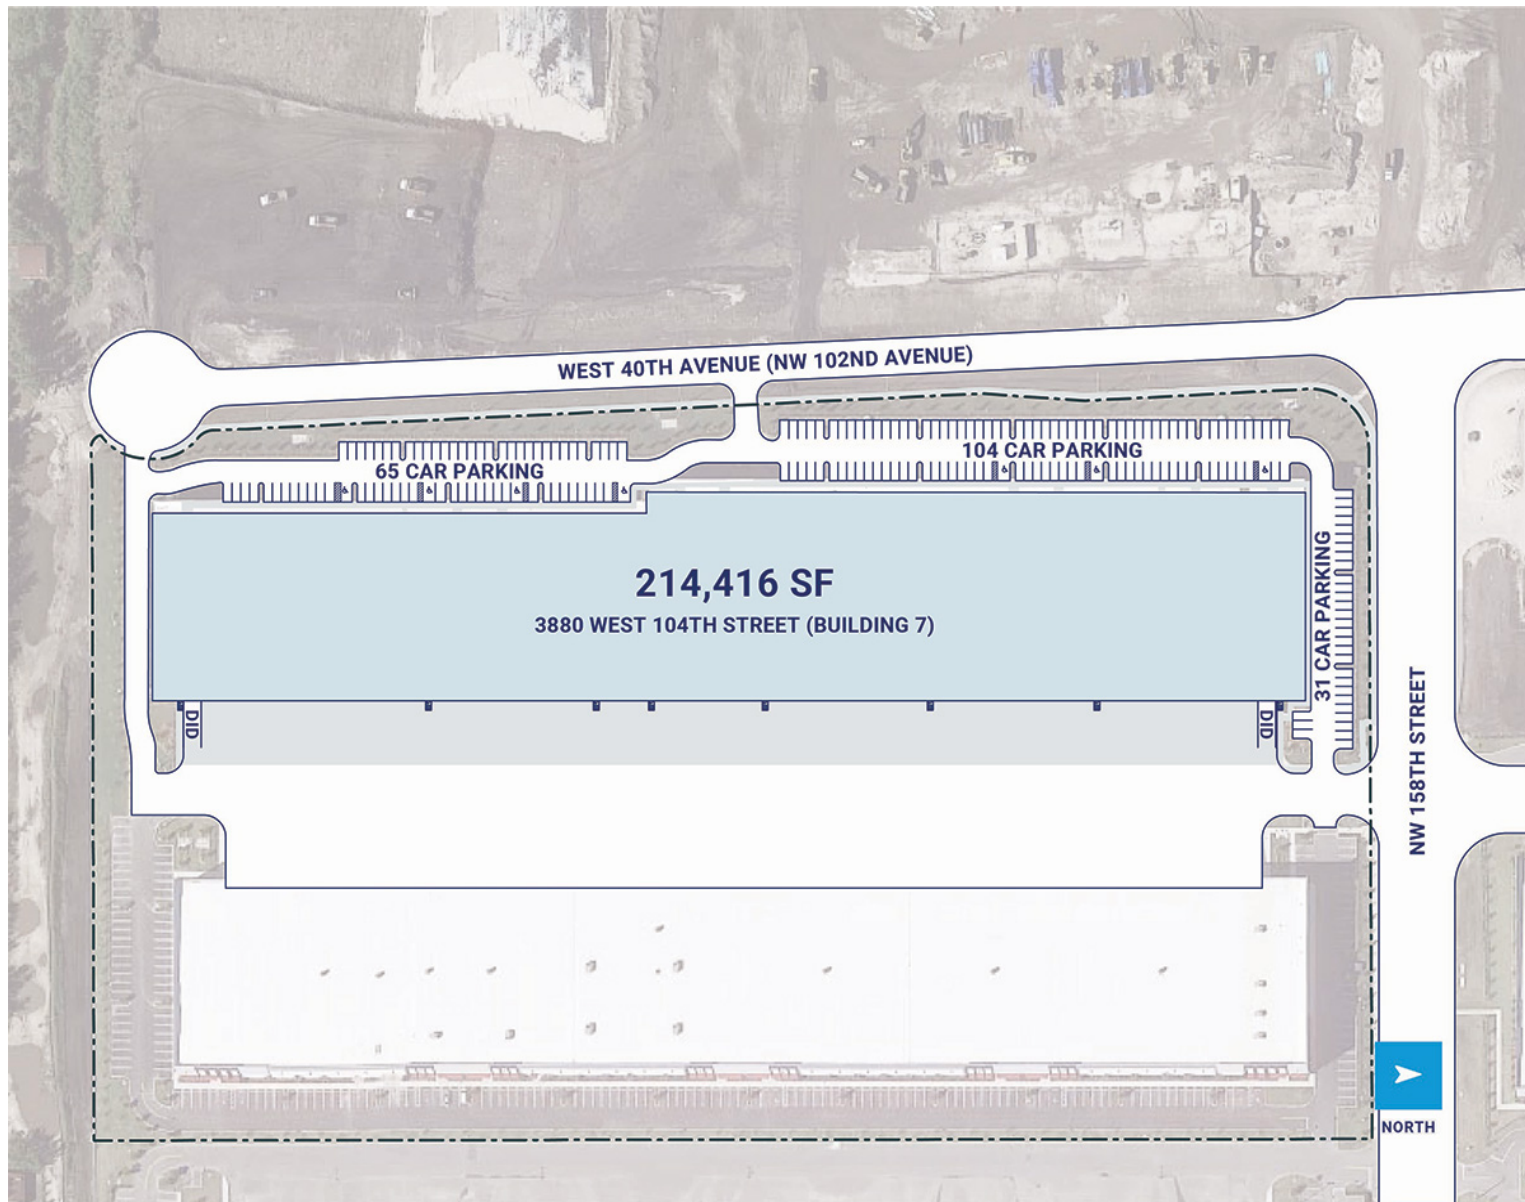 WEST 40TH AVENUE (NW 102ND AVENUE)
104 CAR PARKING
65 CAR PARKING
31 CAR PARKING
214,416 SF
3880 WEST 104TH STREET (BUILDING 7)
DID
DID
NW 158TH STREET
NORTH